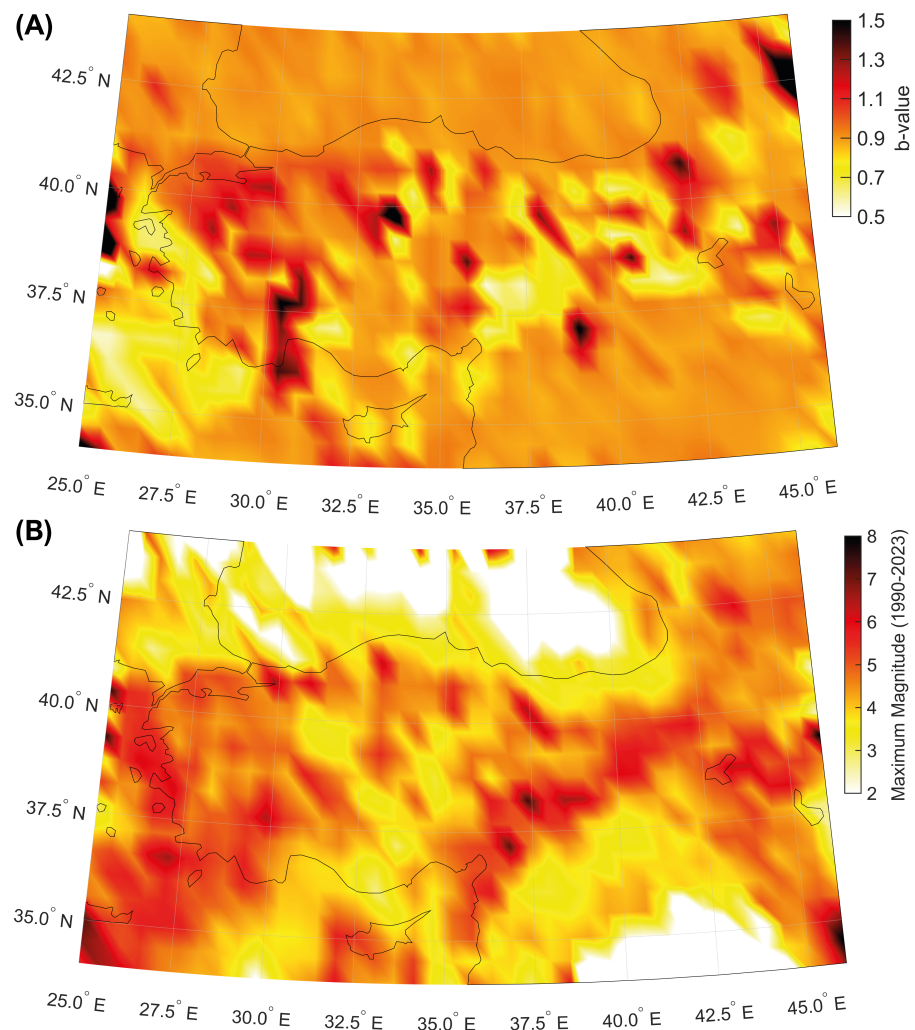 (A)
42.5° N
40.0° N
37.5° N
35.0° N
25.0° E
27.5° E
30.0° E
32.5° E
35.0° E
37.5° E
40.0° E
42.5° E
45.0° E
1.5
1.3
1.1
0.9
0.7
0.5
b-value
(B)
42.5° N
40.0° N
37.5° N
35.0° N
25.0° E
27.5° E
30.0° E
32.5° E
35.0° E
37.5° E
40.0° E
42.5° E
45.0° E
8
7
6
5
4
3
2
Maximum Magnitude (1990-2023)